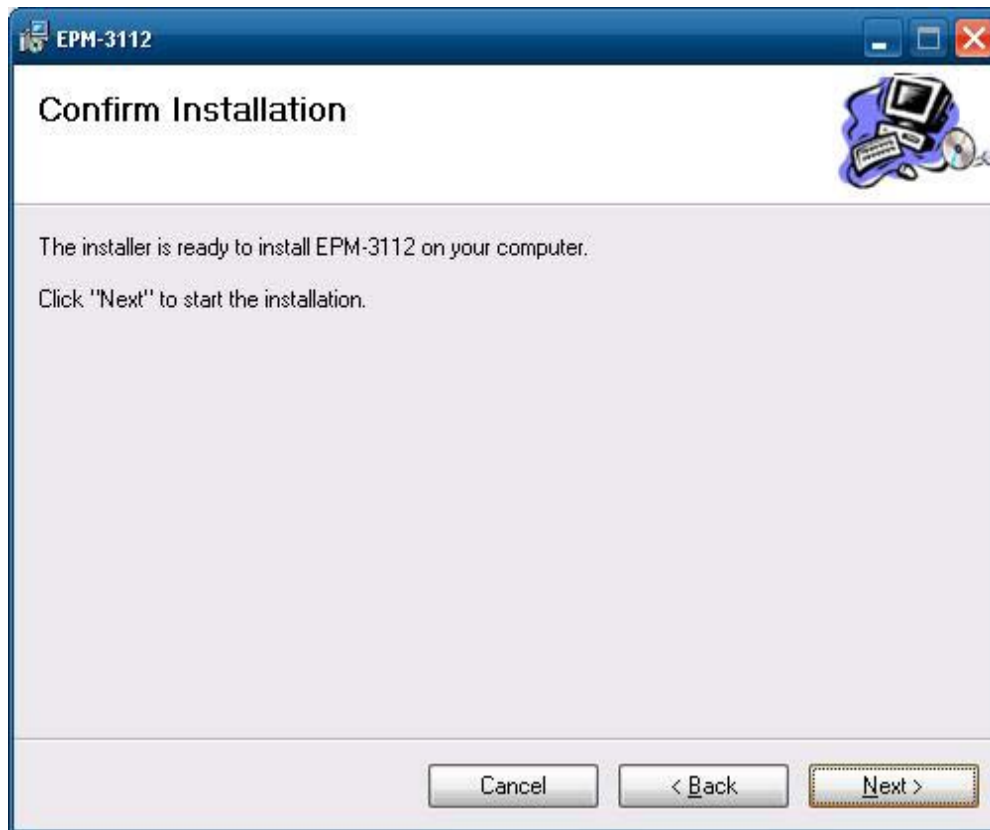 EPM-3112
Confirm Installation
The installer is ready to install EPM-3112 on your computer.
Click "Next" to start the installation.
Cancel
< Back
Next >